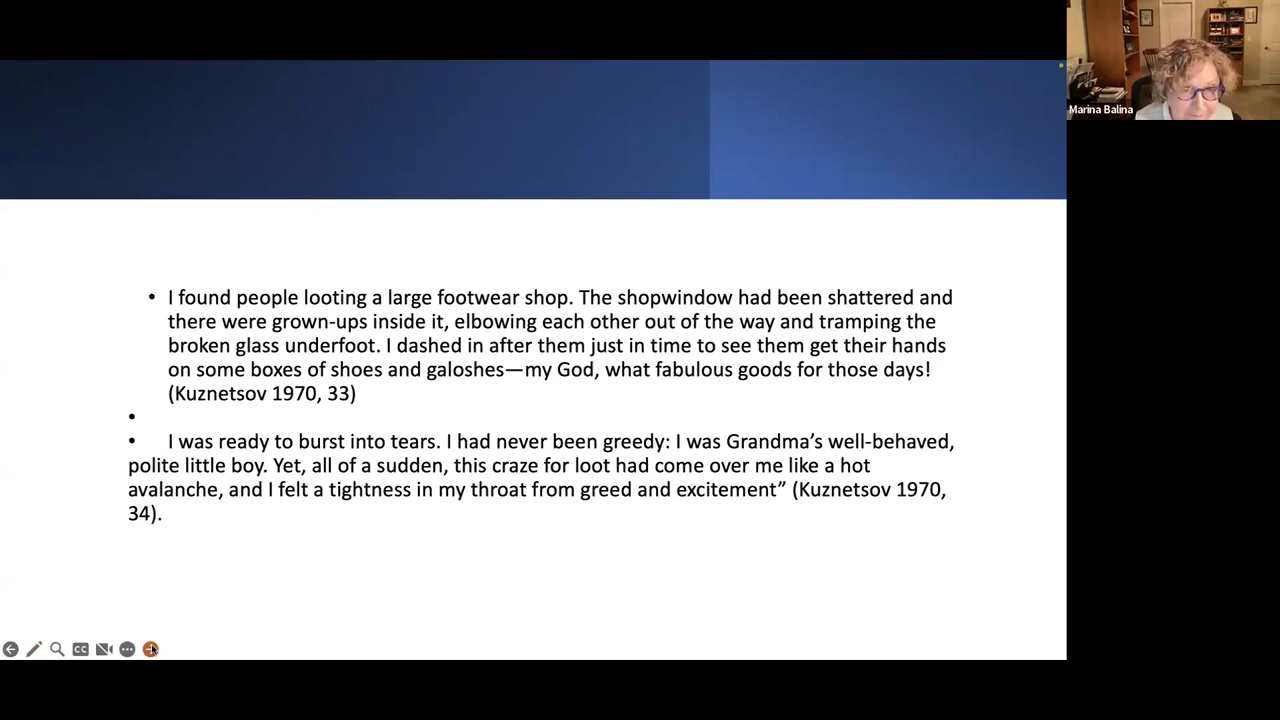 Marina Balina
• I found people looting a large footwear shop. The shopwindow had been shattered and
there were grown-ups inside it, elbowing each other out of the way and tramping the
broken glass underfoot. I dashed in after them just in time to see them get their hands
on some boxes of shoes and galoshes—my God, what fabulous goods for those days!
(Kuznetsov 1970, 33)
•
• I was ready to burst into tears. I had never been greedy: I was Grandma’s well-behaved,
polite little boy. Yet, all of a sudden, this craze for loot had come over me like a hot
avalanche, and I felt a tightness in my throat from greed and excitement” (Kuznetsov 1970,
34).
CC